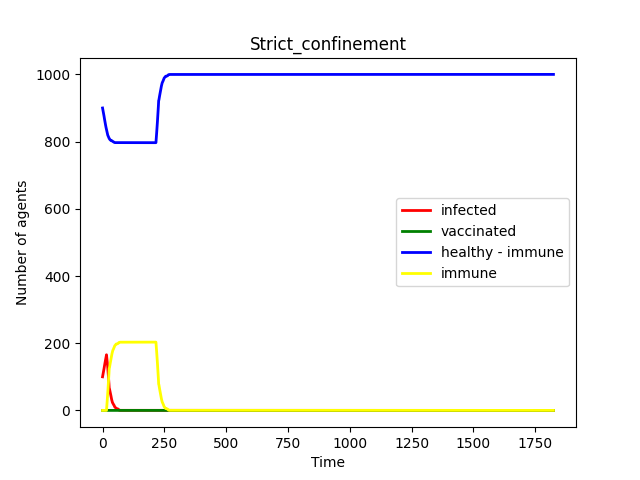 Strict_confinement
1000
800
600
400
200
0
Number of agents
infected
vaccinated
healthy - immune
immune
0 250 500 750 1000 1250 1500 1750
Time